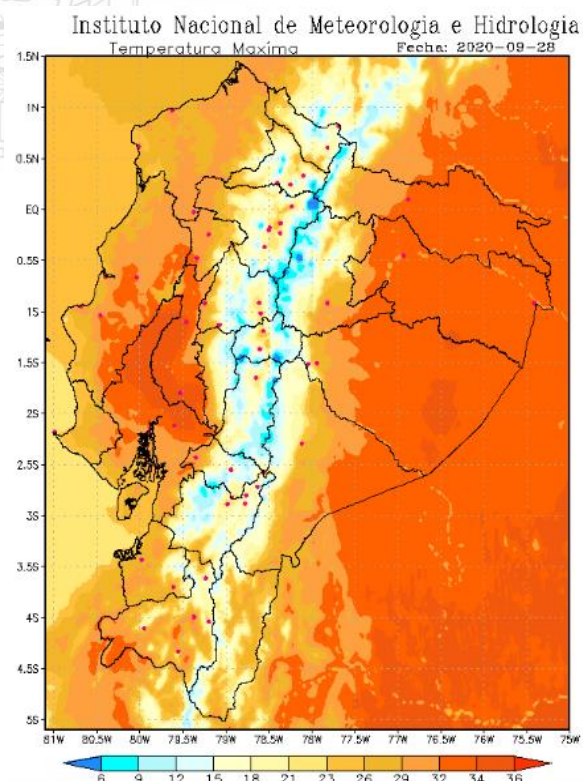 Instituto Nacional de Meteorologia e Hidrologia
Temperatura Maxima Fecha: 2020-09-28
1.5N
1N
0.5N
EQ
0.5S
1S
1.5S
2S
2.5S
3S
3.5S
4S
4.5S
5S
81W 80.5W 80W 79.5W 79W 78.5W 78W 77.5W 77W 76.5W 76W 75.5W 75W
6 9 12 15 18 21 23 26 29 32 34 36